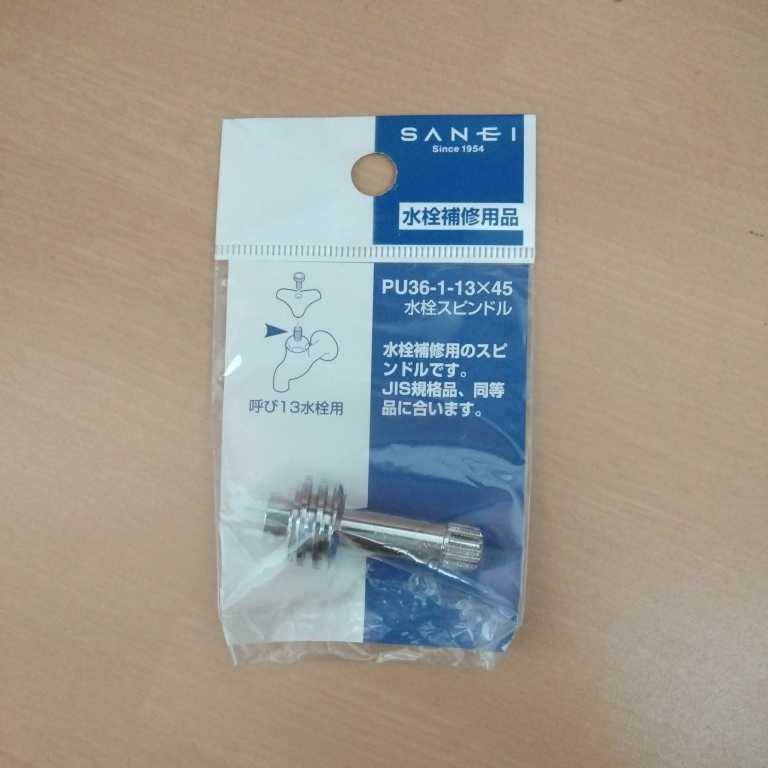 SANEI
Since 1954
水栓補修用品
PU36-1-13×45
水栓スピンドル
水栓補修用のスピ
ンドルです。
JIS規格品、同等
品に合います。
呼び13水栓用